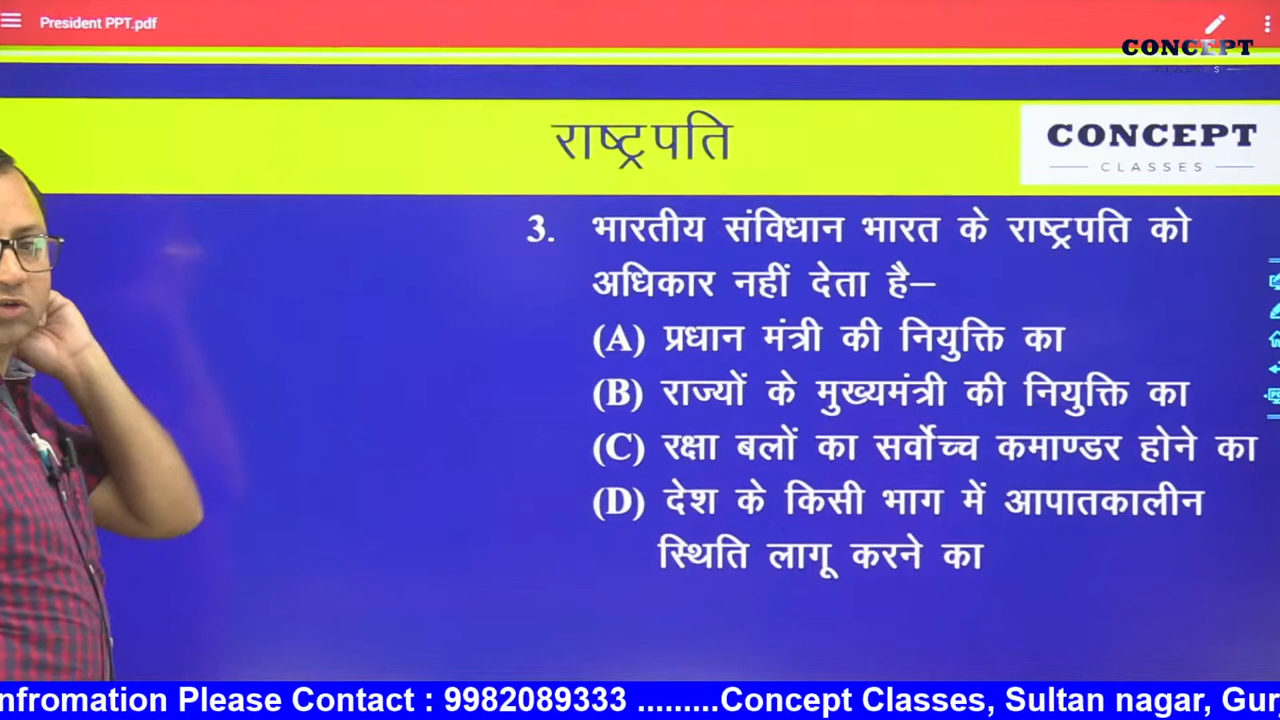 President PPT.pdf
CONCEPT
CLASSES
राष्ट्रपति
CONCEPT
CLASSES
3. भारतीय संविधान भारत के राष्ट्रपति को
अधिकार नहीं देता है–
(A) प्रधान मंत्री की नियुक्ति का
(B) राज्यों के मुख्यमंत्री की नियुक्ति का
(C) रक्षा बलों का सर्वोच्च कमाण्डर होने का
(D) देश के किसी भाग में आपातकालीन
स्थिति लागू करने का
nfromation Please Contact : 9982089333 .........Concept Classes, Sultan nagar, Gur